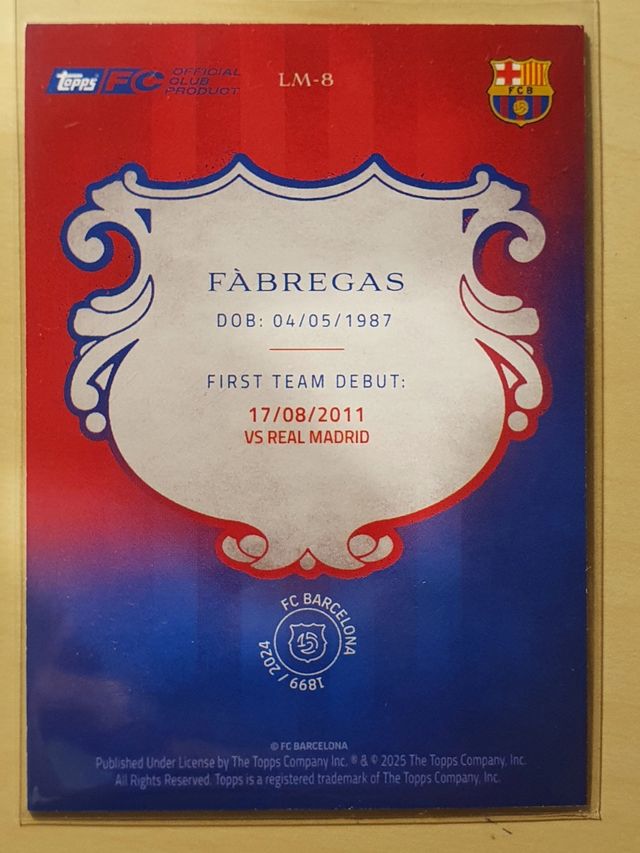 Topps FC OFFICIAL
CLUB
PRODUCT
LM-8
FCB
FÀBREGAS
DOB: 04/05/1987
FIRST TEAM DEBUT:
17/08/2011
VS REAL MADRID
FC BARCELONA
125
1899 / 2024
© FC BARCELONA
Published Under License by The Topps Company Inc. ® & © 2025 The Topps Company, Inc.
All Rights Reserved. Topps is a registered trademark of The Topps Company, Inc.